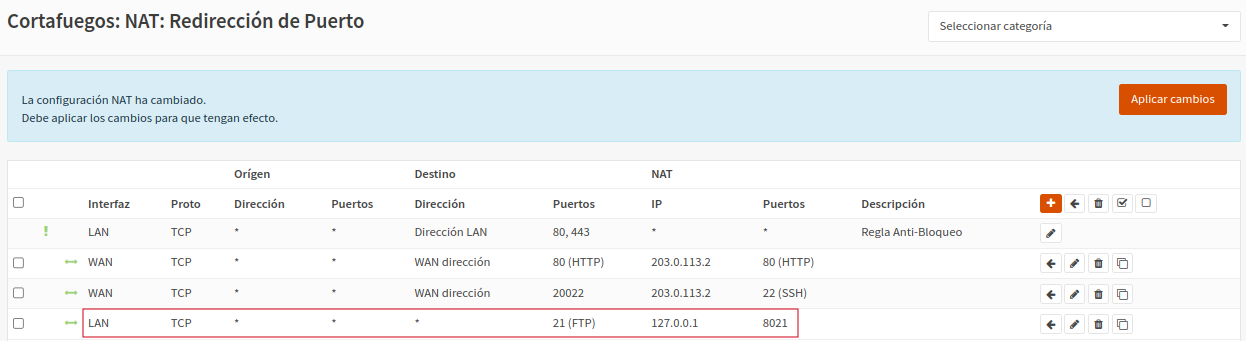 Cortafuegos: NAT: Redirección de Puerto
Seleccionar categoría
La configuración NAT ha cambiado.
Debe aplicar los cambios para que tengan efecto.
Aplicar cambios
Orígen Destino NAT
Interfaz Proto Dirección Puertos Dirección Puertos IP Puertos Descripción
LAN TCP * * Dirección LAN 80, 443 * * Regla Anti-Bloqueo
WAN TCP * * WAN dirección 80 (HTTP) 203.0.113.2 80 (HTTP)
WAN TCP * * WAN dirección 20022 203.0.113.2 22 (SSH)
LAN TCP * * * 21 (FTP) 127.0.0.1 8021